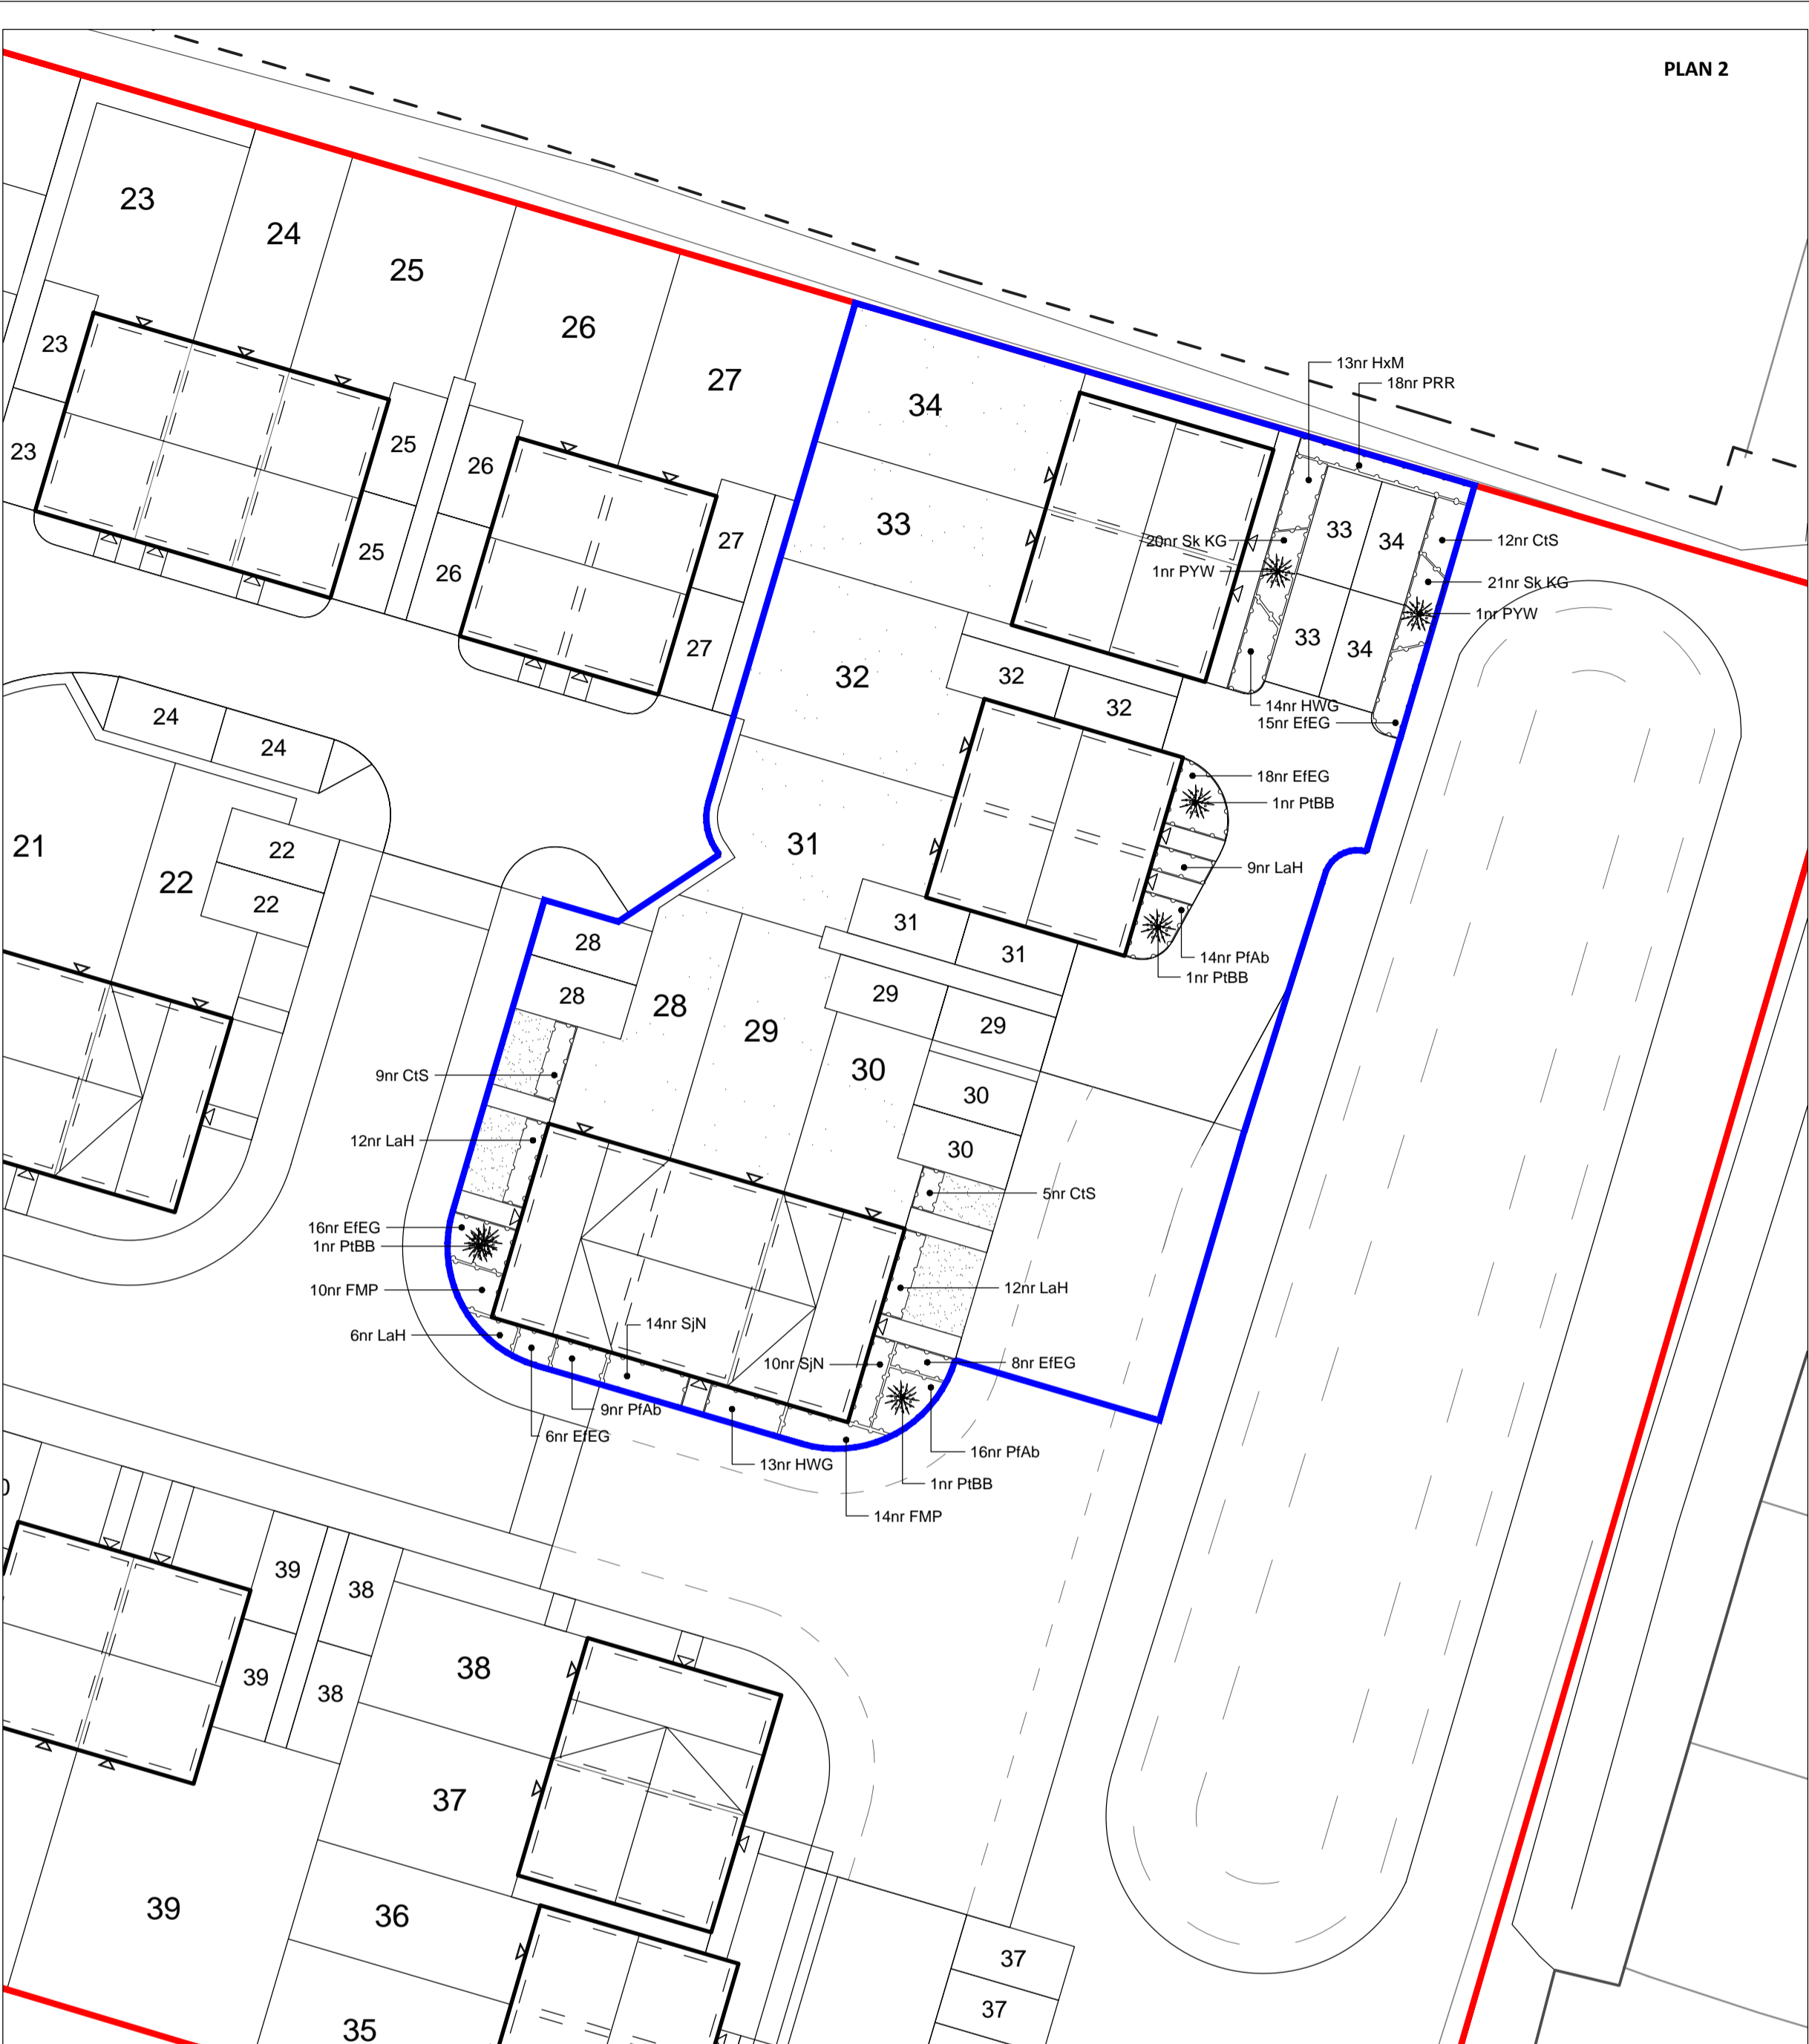 PLAN 2
23
24
25
26
27
23
23
25
25
26
26
27
27
34
33
32
31
13nr HxM
18nr PRR
20nr Sk KG
1nr PYW
33
34
33
34
12nr CtS
21nr Sk KG
1nr PYW
14nr HWG
15nr EfEG
32
32
18nr EfEG
1nr PtBB
9nr LaH
14nr PfAb
1nr PtBB
24
24
21
22
22
22
31
31
28
28
28
29
30
29
29
30
30
9nr CtS
12nr LaH
16nr EfEG
1nr PtBB
10nr FMP
6nr LaH
14nr SjN
9nr PfAb
6nr EfEG
13nr HWG
10nr SjN
5nr CtS
12nr LaH
8nr EfEG
16nr PfAb
1nr PtBB
14nr FMP
39
39
38
38
38
37
36
35
39
37
37